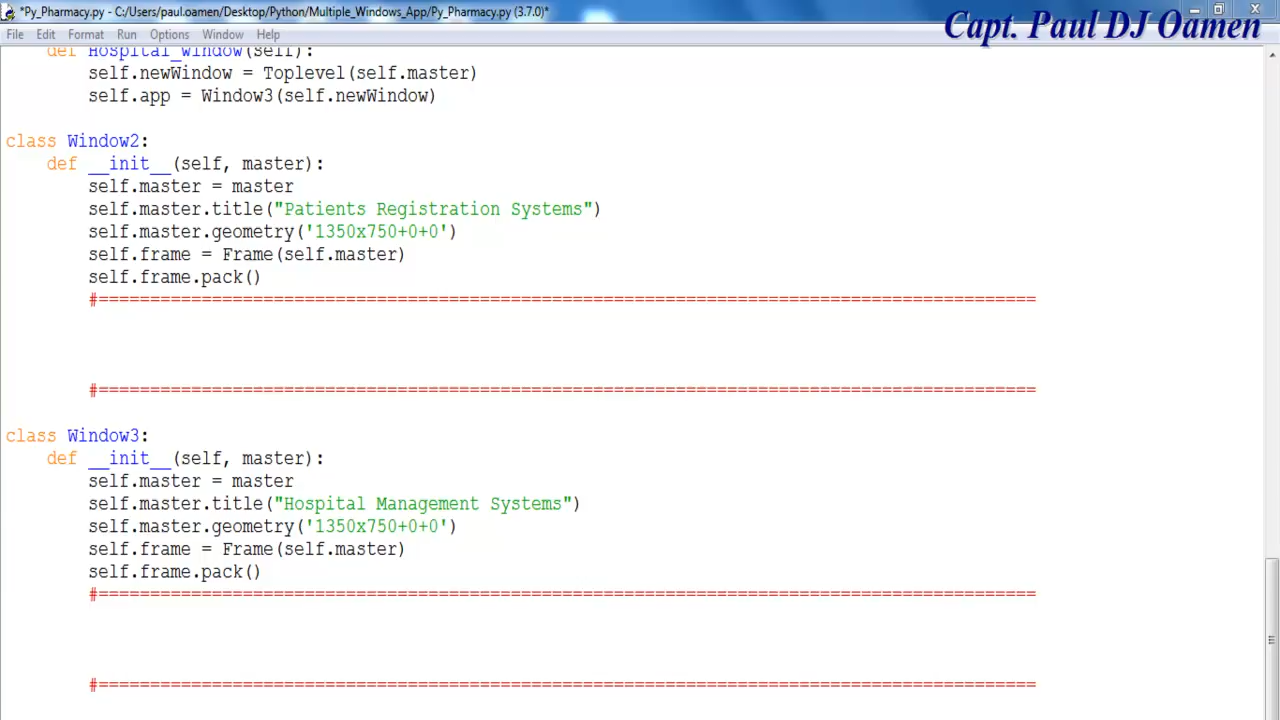 *Py_Pharmacy.py - C:/Users/paul.oamen/Desktop/Python/Multiple_Windows_App/Py_Pharmacy.py (3.7.0)*
Capt. Paul DJ Oamen
File Edit Format Run Options Window Help
def Hospital_window(self):
self.newWindow = Toplevel(self.master)
self.app = Window3(self.newWindow)
class Window2:
def __init__(self, master):
self.master = master
self.master.title("Patients Registration Systems")
self.master.geometry('1350x750+0+0')
self.frame = Frame(self.master)
self.frame.pack()
#===========================================================================================
#===========================================================================================
class Window3:
def __init__(self, master):
self.master = master
self.master.title("Hospital Management Systems")
self.master.geometry('1350x750+0+0')
self.frame = Frame(self.master)
self.frame.pack()
#===========================================================================================
#===========================================================================================